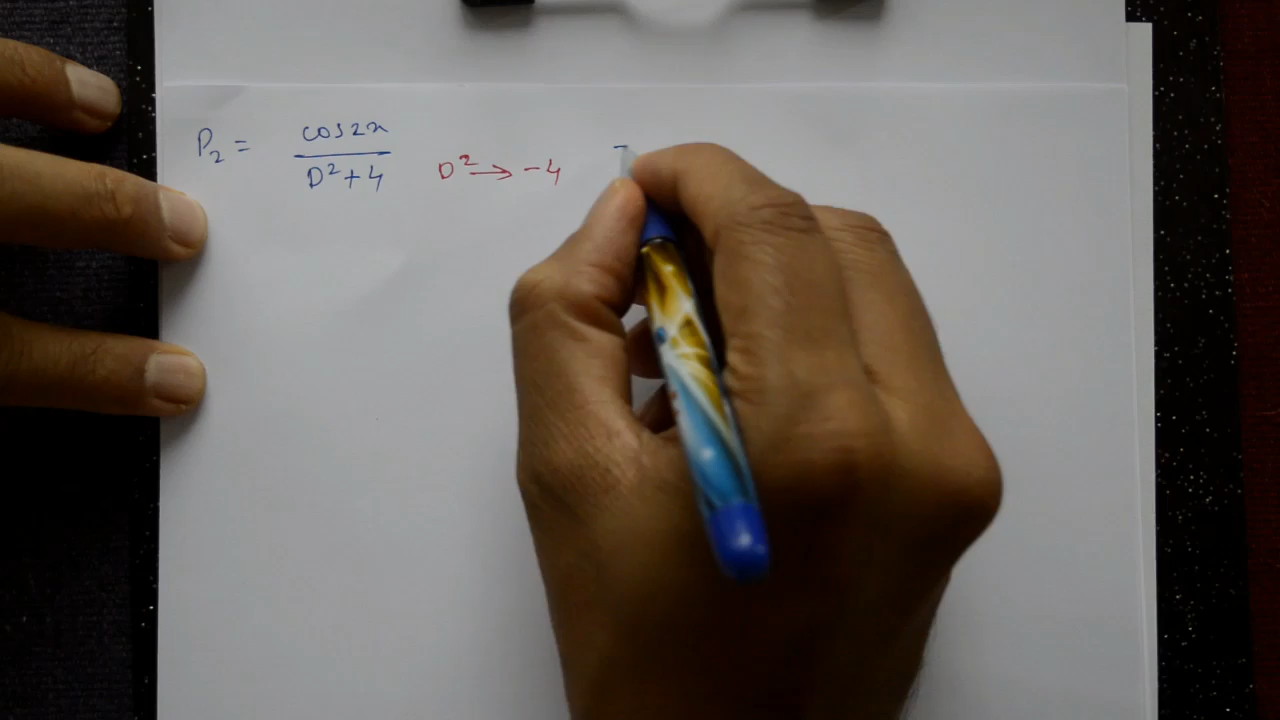 P₂ = cos2x / D²+4 D² → -4